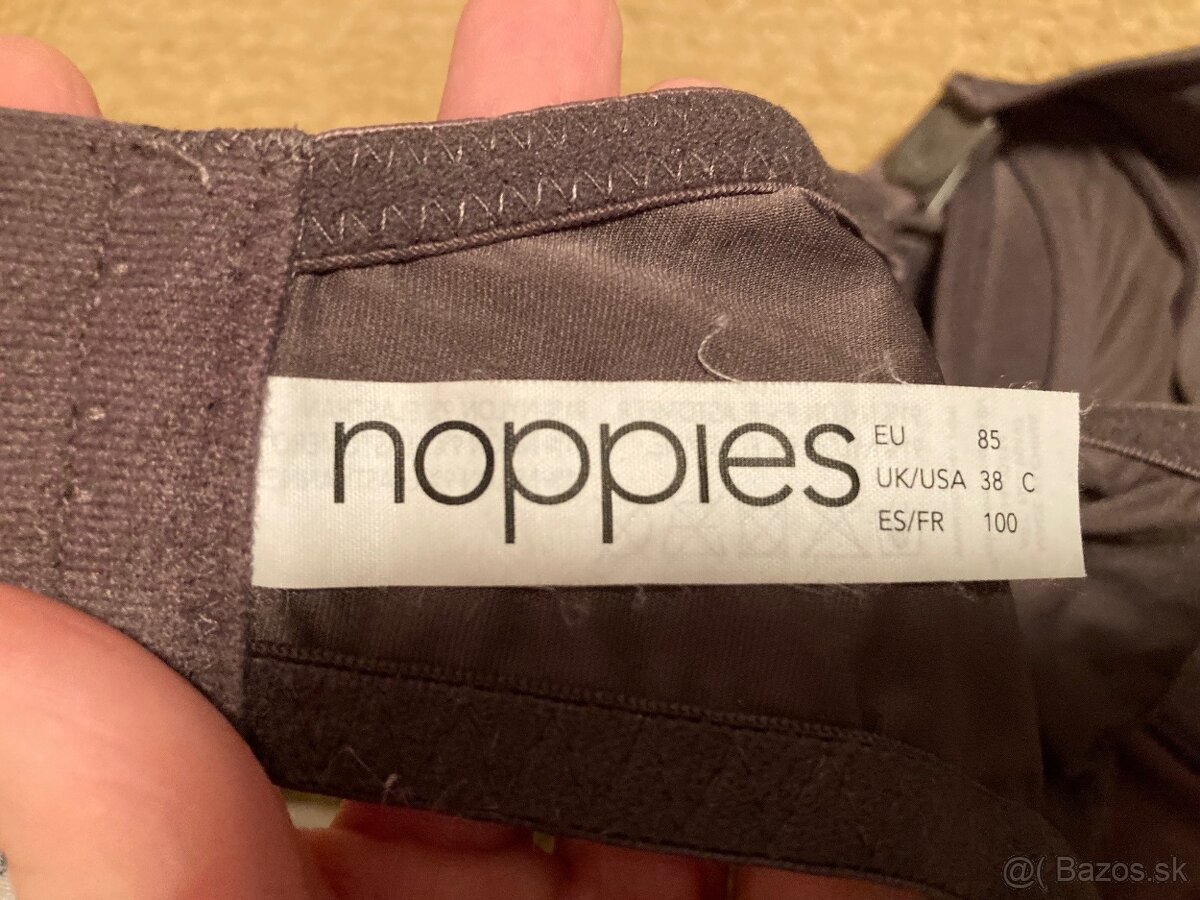 noppies
EU 85
UK/USA 38 C
ES/FR 100
@( Bazos.sk